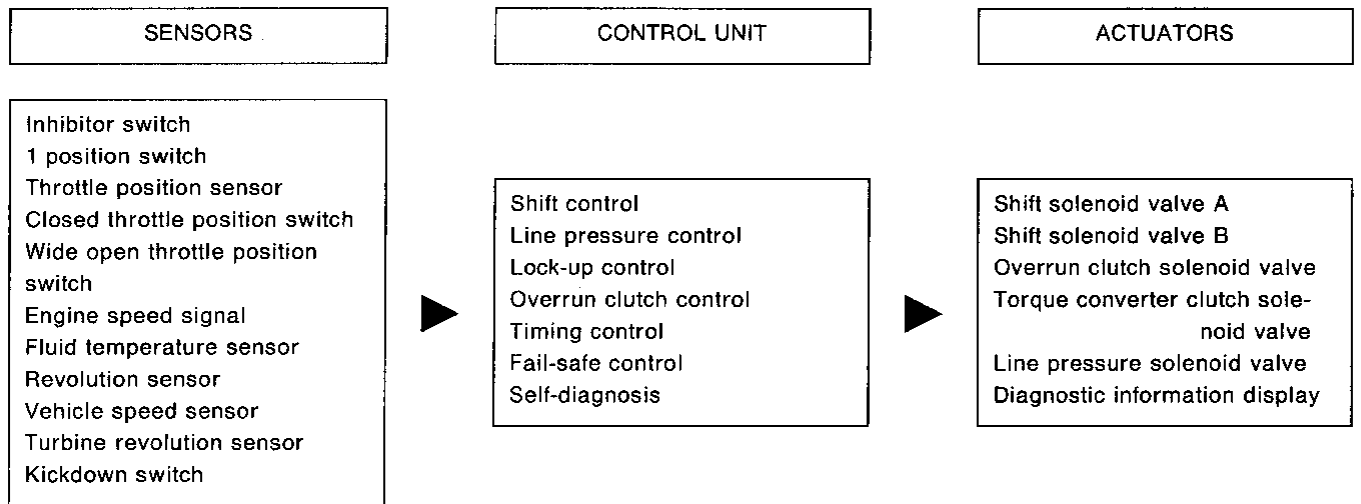 SENSORS
CONTROL UNIT
ACTUATORS
Inhibitor switch
1 position switch
Throttle position sensor
Closed throttle position switch
Wide open throttle position
switch
Engine speed signal
Fluid temperature sensor
Revolution sensor
Vehicle speed sensor
Turbine revolution sensor
Kickdown switch
Shift control
Line pressure control
Lock-up control
Overrun clutch control
Timing control
Fail-safe control
Self-diagnosis
Shift solenoid valve A
Shift solenoid valve B
Overrun clutch solenoid valve
Torque converter clutch sole-
noid valve
Line pressure solenoid valve
Diagnostic information display